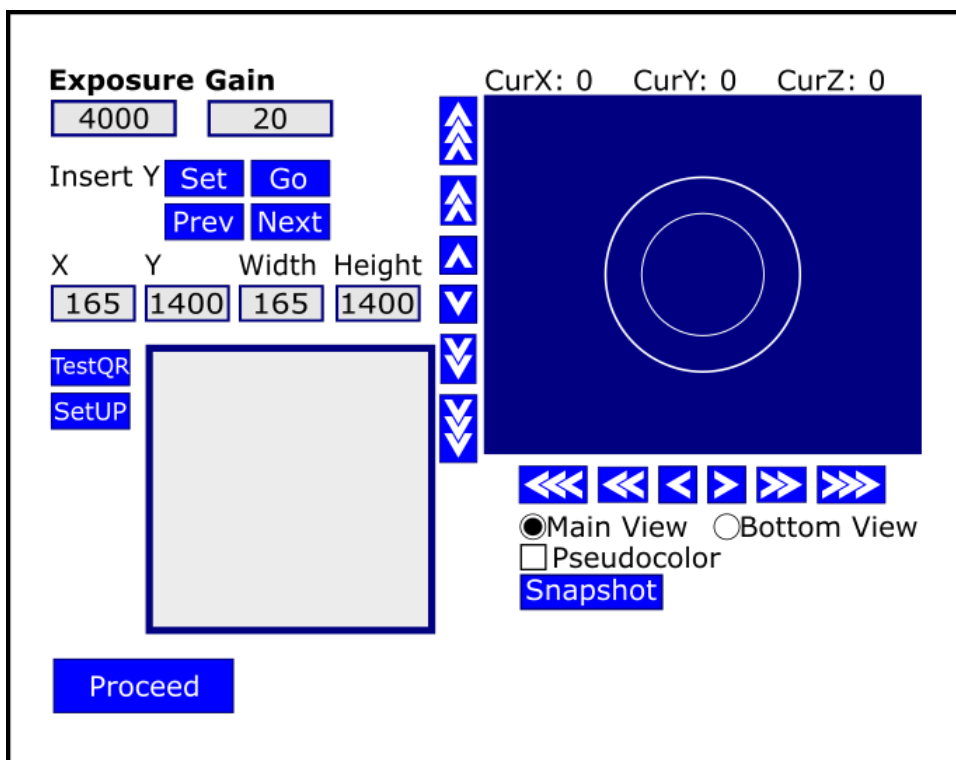 Exposure Gain
4000 20
Insert Y Set Go
Prev Next
X Y Width Height
165 1400 165 1400
TestQR
SetUP
Proceed
CurX: 0 CurY: 0 CurZ: 0
Main View Bottom View
Pseudocolor
Snapshot